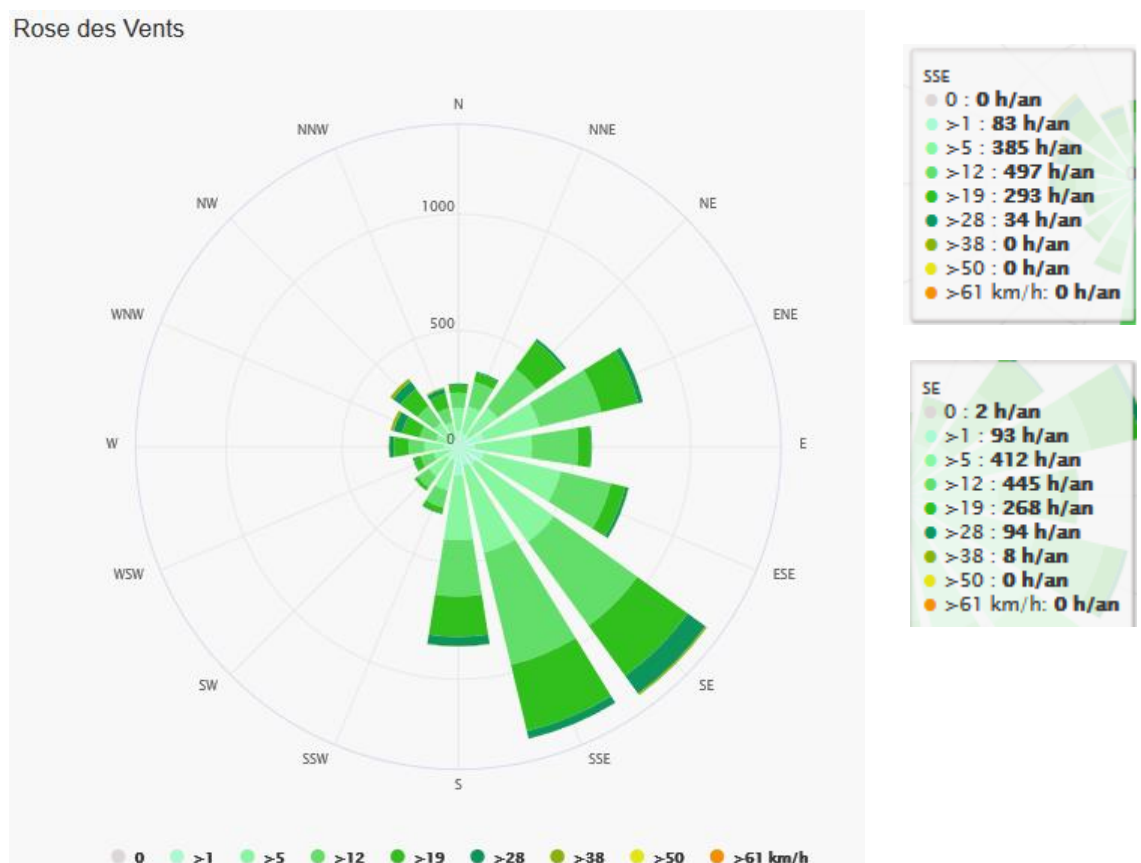 Rose des Vents
N
NNW
NNE
1000
NW
NE
500
WNW
ENE
0
W
E
WSW
ESE
SW
SE
SSW
SSE
S
0 >1 >5 >12 >19 >28 >38 >50 >61 km/h
SSE
0 : 0 h/an
>1 : 83 h/an
>5 : 385 h/an
>12 : 497 h/an
>19 : 293 h/an
>28 : 34 h/an
>38 : 0 h/an
>50 : 0 h/an
>61 km/h: 0 h/an
SE
0 : 2 h/an
>1 : 93 h/an
>5 : 412 h/an
>12 : 445 h/an
>19 : 268 h/an
>28 : 94 h/an
>38 : 8 h/an
>50 : 0 h/an
>61 km/h: 0 h/an